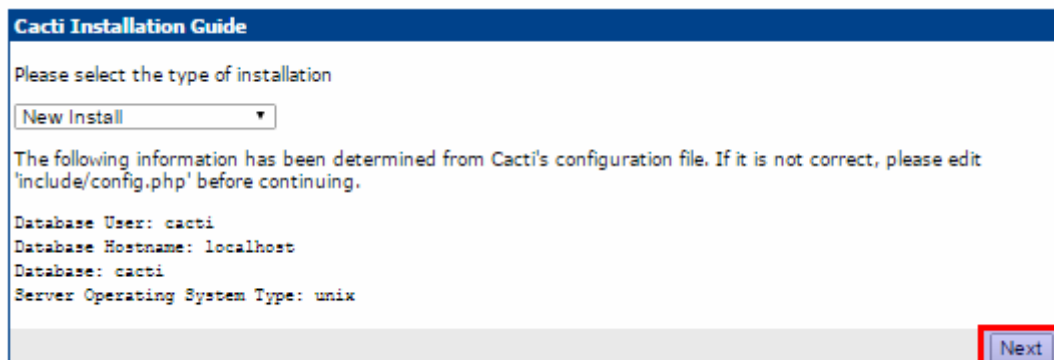 Cacti Installation Guide
Please select the type of installation
New Install
The following information has been determined from Cacti's configuration file. If it is not correct, please edit
'include/config.php' before continuing.
Database User: cacti
Database Hostname: localhost
Database: cacti
Server Operating System Type: unix
Next